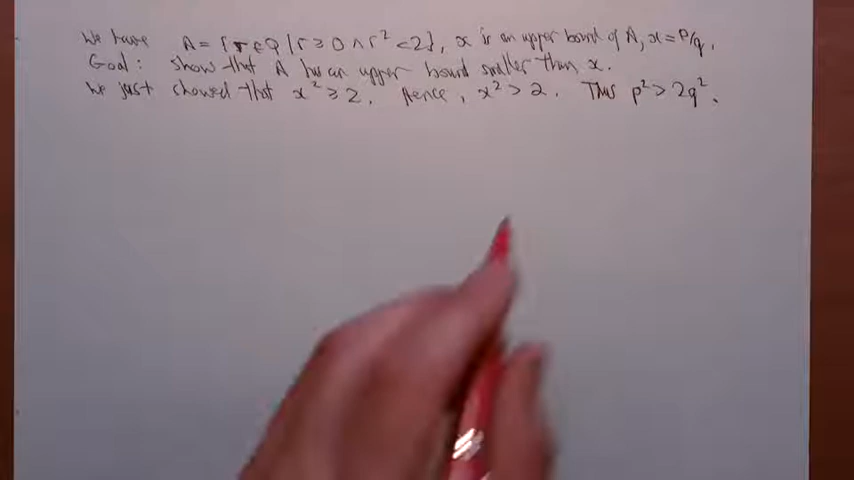 We have A = {r ∈ Q | r ≥ 0 ∧ r² < 2}, x is an upper bound of A, x = p/q.
Goal: Show that A has an upper bound smaller than x.
We just showed that x² ≥ 2. Hence, x² > 2. Thus p² > 2q².